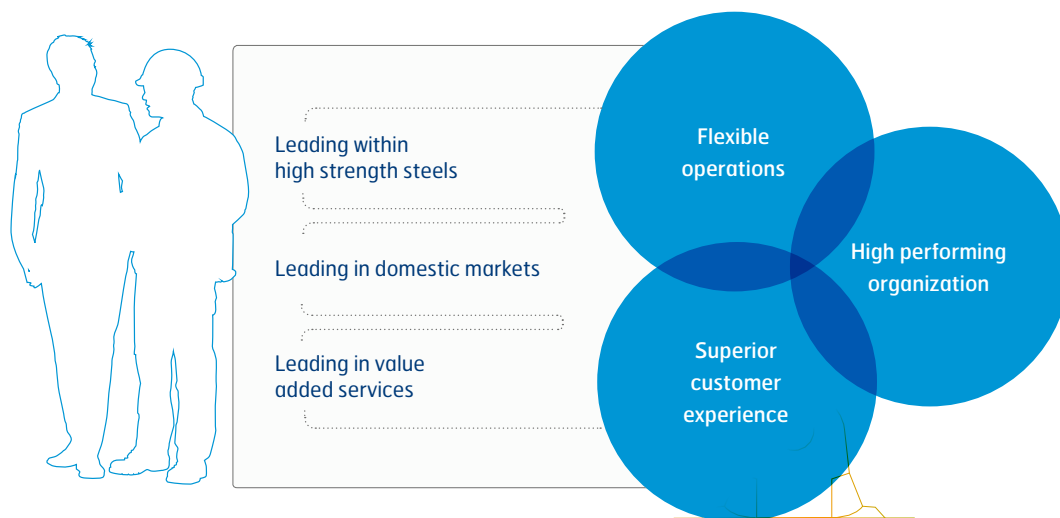 Leading within
high strength steels
Leading in domestic markets
Leading in value
added services
Flexible
operations
High performing
organization
Superior
customer
experience